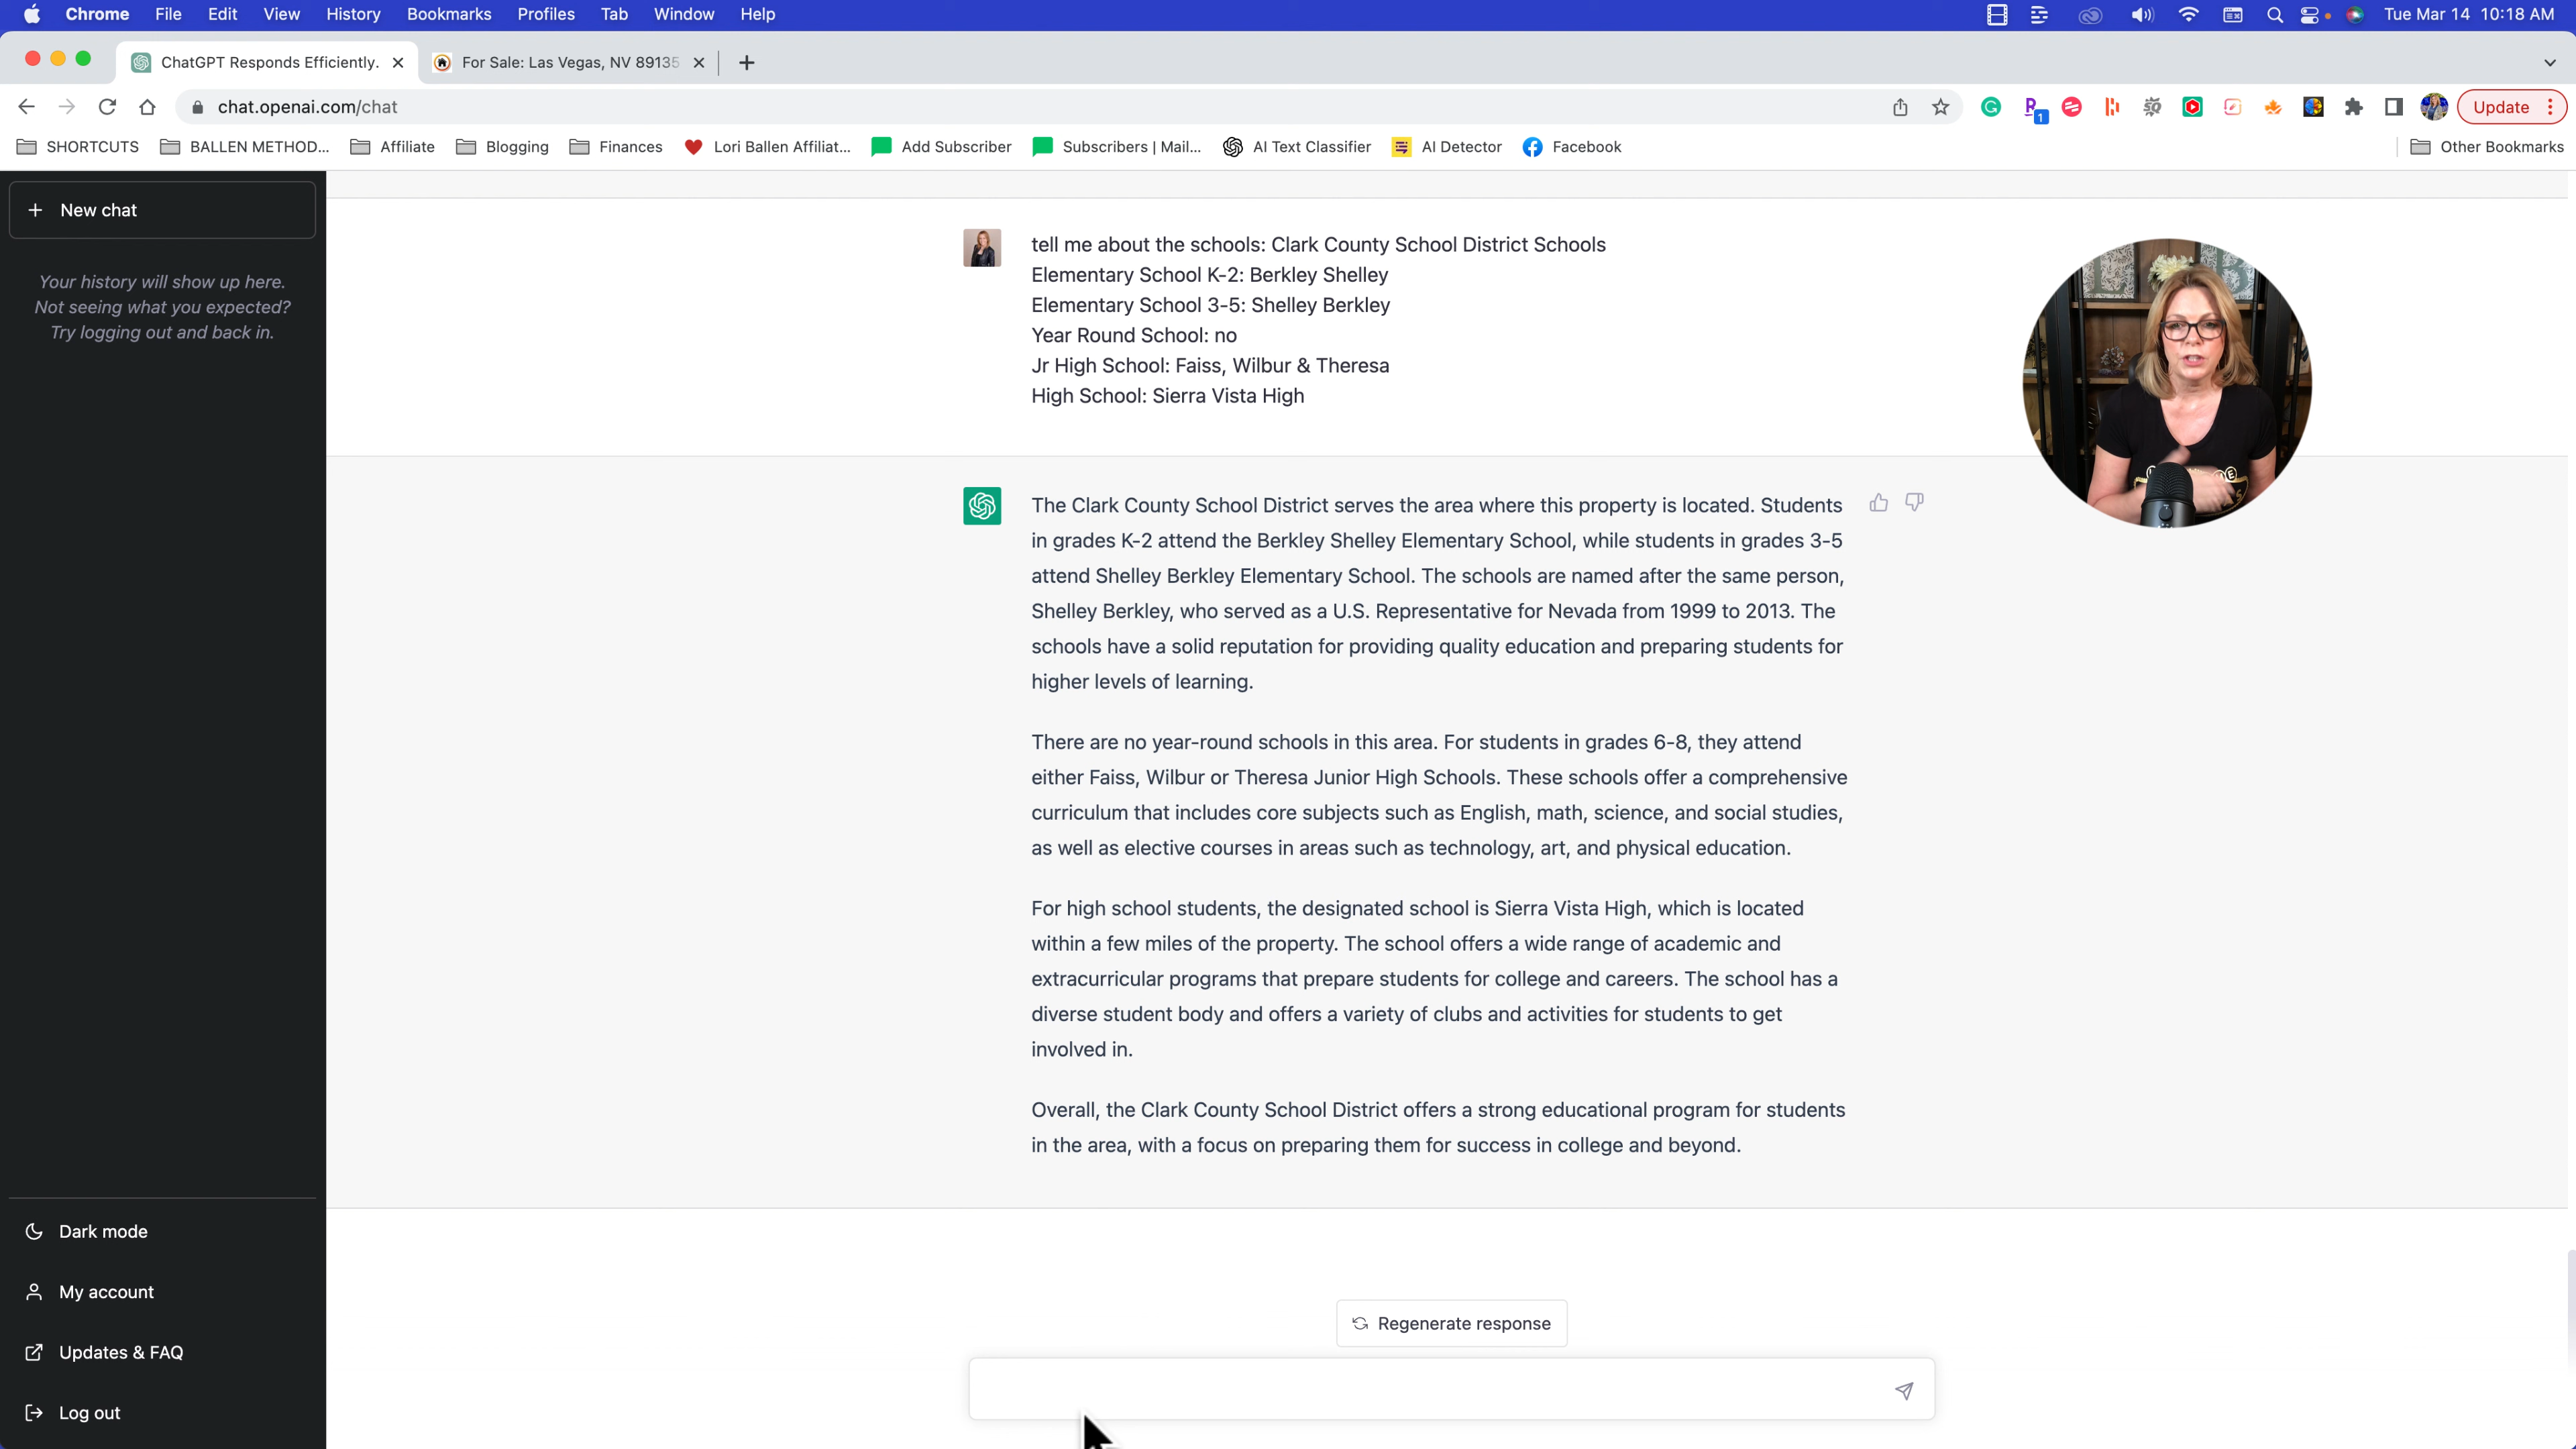 Chrome File Edit View History Bookmarks Profiles Tab Window Help Tue Mar 14 10:18 AM
ChatGPT Responds Efficiently. For Sale: Las Vegas, NV 89135
chat.openai.com/chat 1 Update
SHORTCUTS BALLEN METHOD... Affiliate Blogging Finances Lori Ballen Affiliat... Add Subscriber Subscribers | Mail... AI Text Classifier AI Detector Facebook Other Bookmarks
New chat
Your history will show up here.
Not seeing what you expected?
Try logging out and back in.
tell me about the schools: Clark County School District Schools
Elementary School K-2: Berkley Shelley
Elementary School 3-5: Shelley Berkley
Year Round School: no
Jr High School: Faiss, Wilbur & Theresa
High School: Sierra Vista High
The Clark County School District serves the area where this property is located. Students
in grades K-2 attend the Berkley Shelley Elementary School, while students in grades 3-5
attend Shelley Berkley Elementary School. The schools are named after the same person,
Shelley Berkley, who served as a U.S. Representative for Nevada from 1999 to 2013. The
schools have a solid reputation for providing quality education and preparing students for
higher levels of learning.
There are no year-round schools in this area. For students in grades 6-8, they attend
either Faiss, Wilbur or Theresa Junior High Schools. These schools offer a comprehensive
curriculum that includes core subjects such as English, math, science, and social studies,
as well as elective courses in areas such as technology, art, and physical education.
For high school students, the designated school is Sierra Vista High, which is located
within a few miles of the property. The school offers a wide range of academic and
extracurricular programs that prepare students for college and careers. The school has a
diverse student body and offers a variety of clubs and activities for students to get
involved in.
Overall, the Clark County School District offers a strong educational program for students
in the area, with a focus on preparing them for success in college and beyond.
Dark mode
My account
Updates & FAQ
Log out
Regenerate response